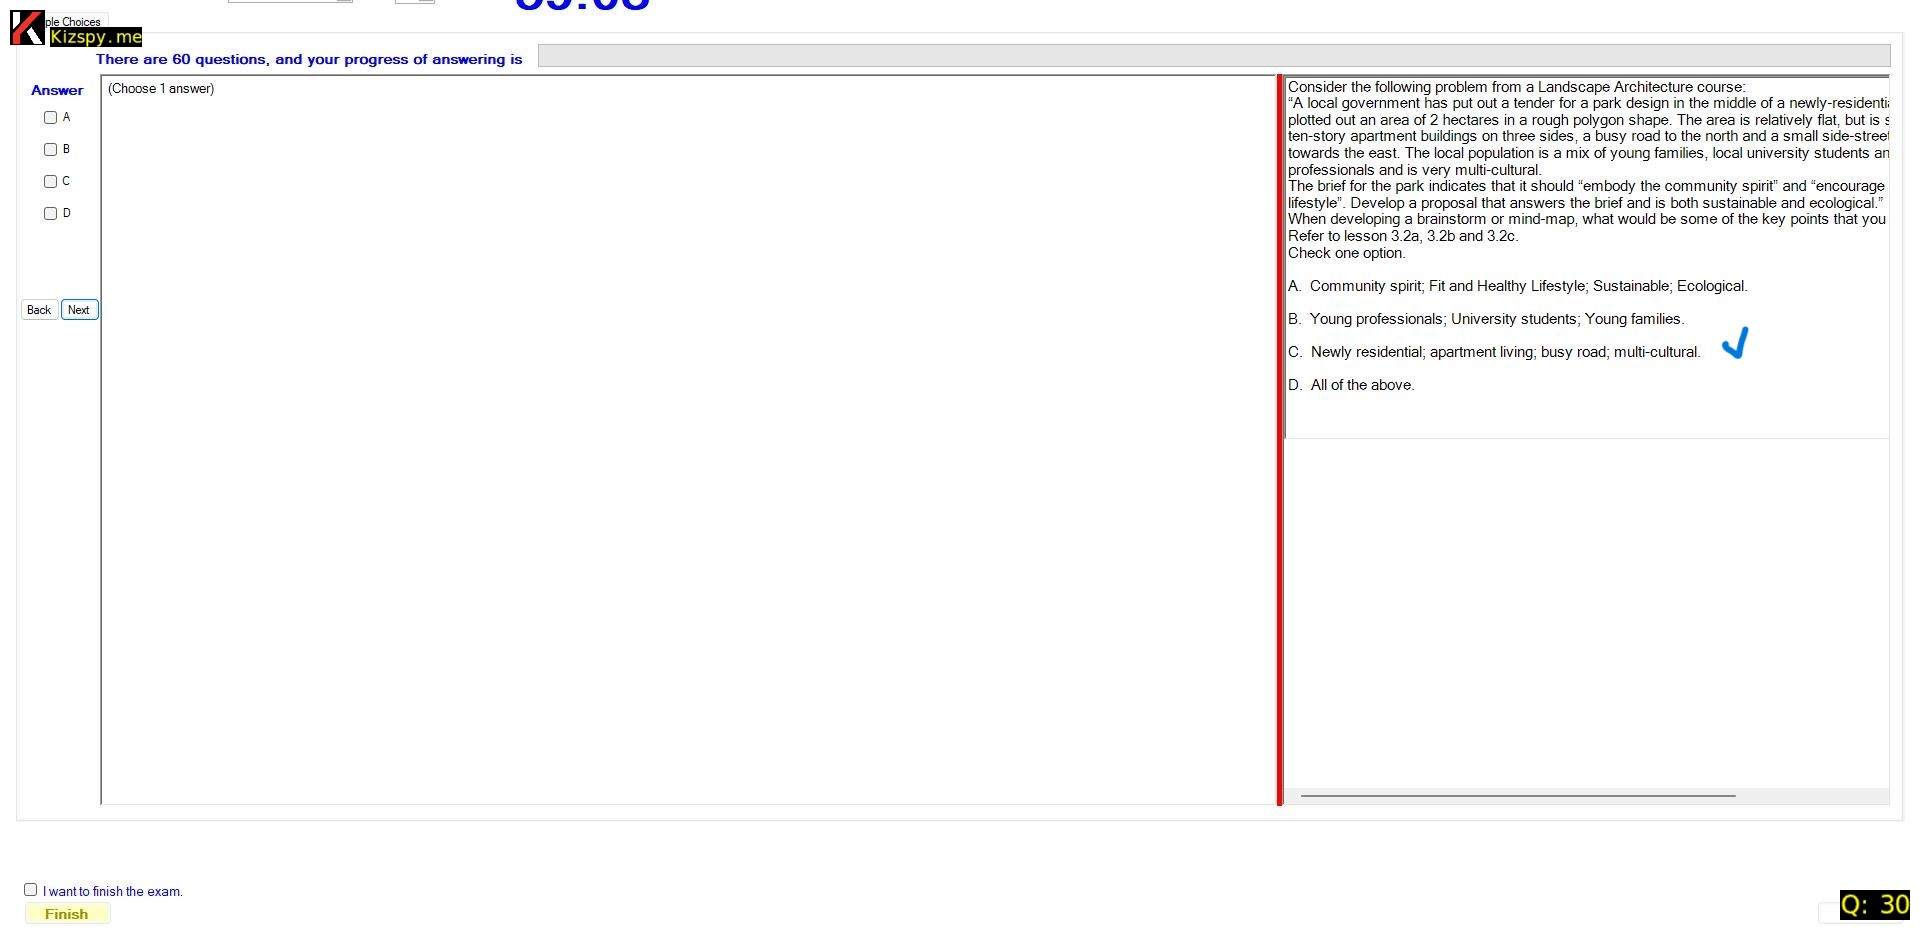 ple Choices
Kizspy.me
There are 60 questions, and your progress of answering is
Answer
(Choose 1 answer)
A
B
C
D
Back Next
Consider the following problem from a Landscape Architecture course:
“A local government has put out a tender for a park design in the middle of a newly-residenti
plotted out an area of 2 hectares in a rough polygon shape. The area is relatively flat, but is s
ten-story apartment buildings on three sides, a busy road to the north and a small side-street
towards the east. The local population is a mix of young families, local university students an
professionals and is very multi-cultural.
The brief for the park indicates that it should “embody the community spirit” and “encourage
lifestyle”. Develop a proposal that answers the brief and is both sustainable and ecological.”
When developing a brainstorm or mind-map, what would be some of the key points that you
Refer to lesson 3.2a, 3.2b and 3.2c.
Check one option.
A. Community spirit; Fit and Healthy Lifestyle; Sustainable; Ecological.
B. Young professionals; University students; Young families.
C. Newly residential; apartment living; busy road; multi-cultural.
D. All of the above.
I want to finish the exam.
Finish
Q: 30